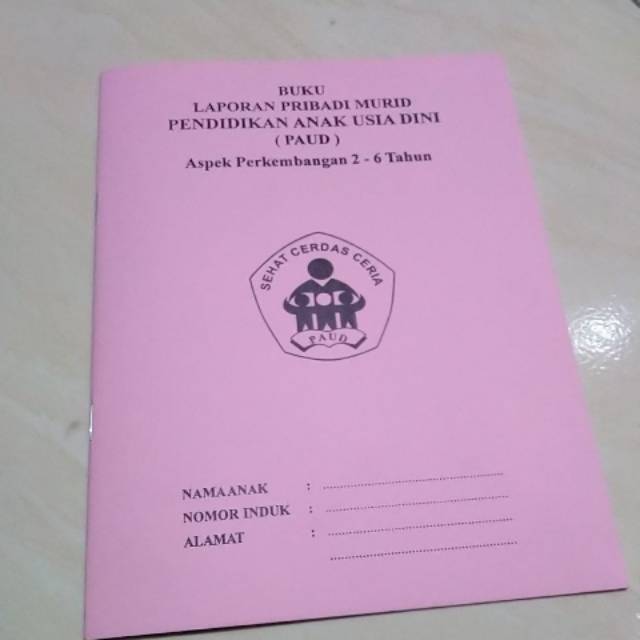 BUKU
LAPORAN PRIBADI MURID
PENDIDIKAN ANAK USIA DINI
( PAUD )
Aspek Perkembangan 2 - 6 Tahun
SEHAT CERDAS CERIA
PAUD
NAMA ANAK :
NOMOR INDUK :
ALAMAT :